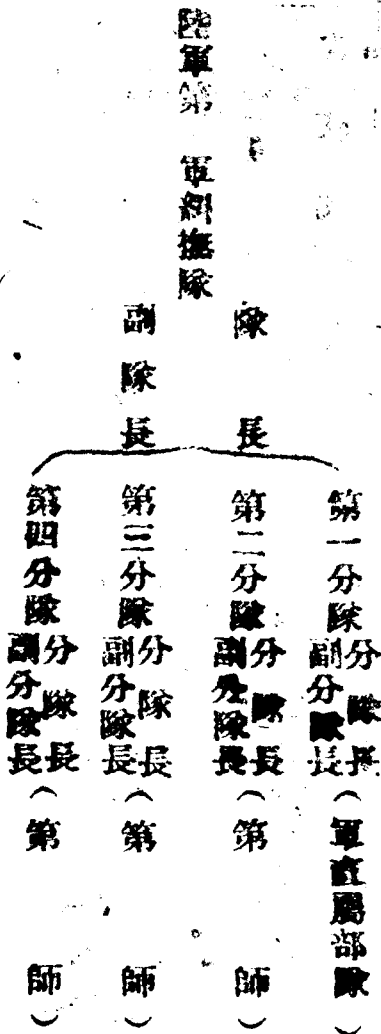 陸軍第　軍糾撫隊
隊長
副隊長
第一分隊
分隊長
副分隊長
（軍直屬部隊）
第二分隊
分隊長
副分隊長
（第　師）
第三分隊
分隊長
副分隊長
（第　師）
第四分隊
分隊長
副分隊長
（第　師）